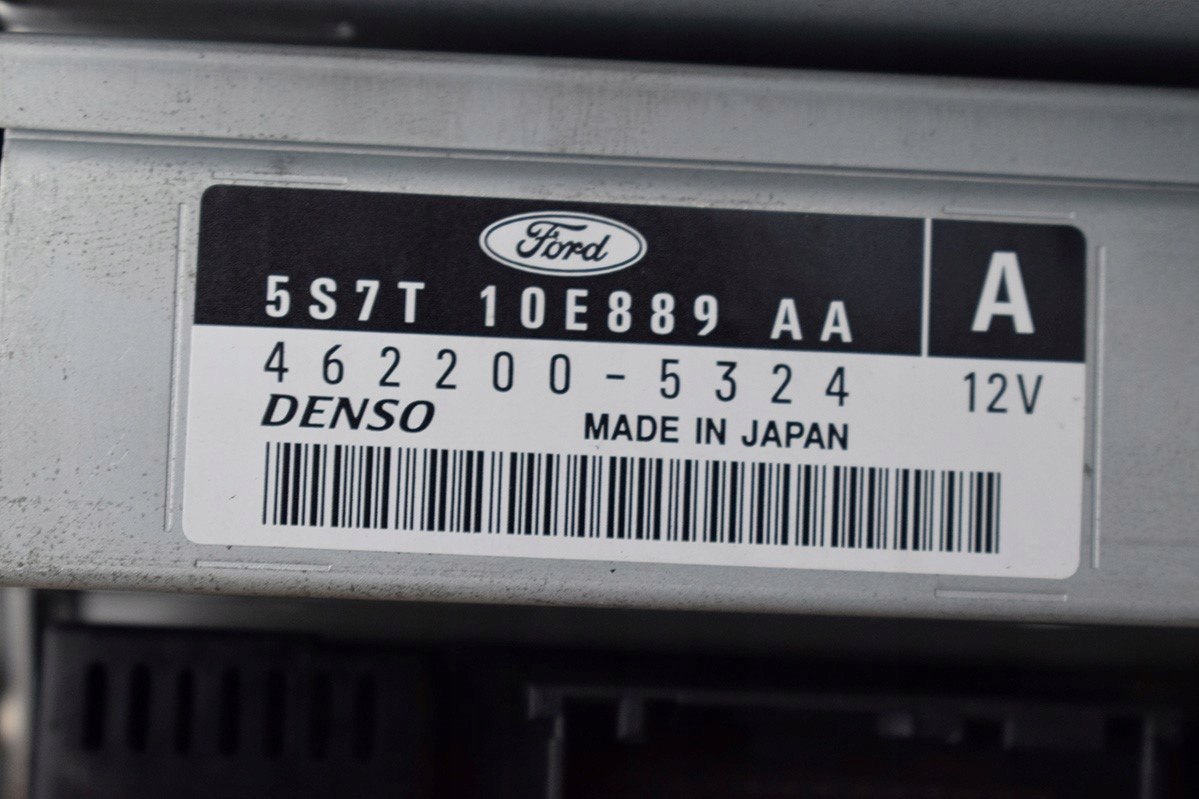 Ford
5S7T 10E889 AA
A
462200-5324
12V
DENSO
MADE IN JAPAN